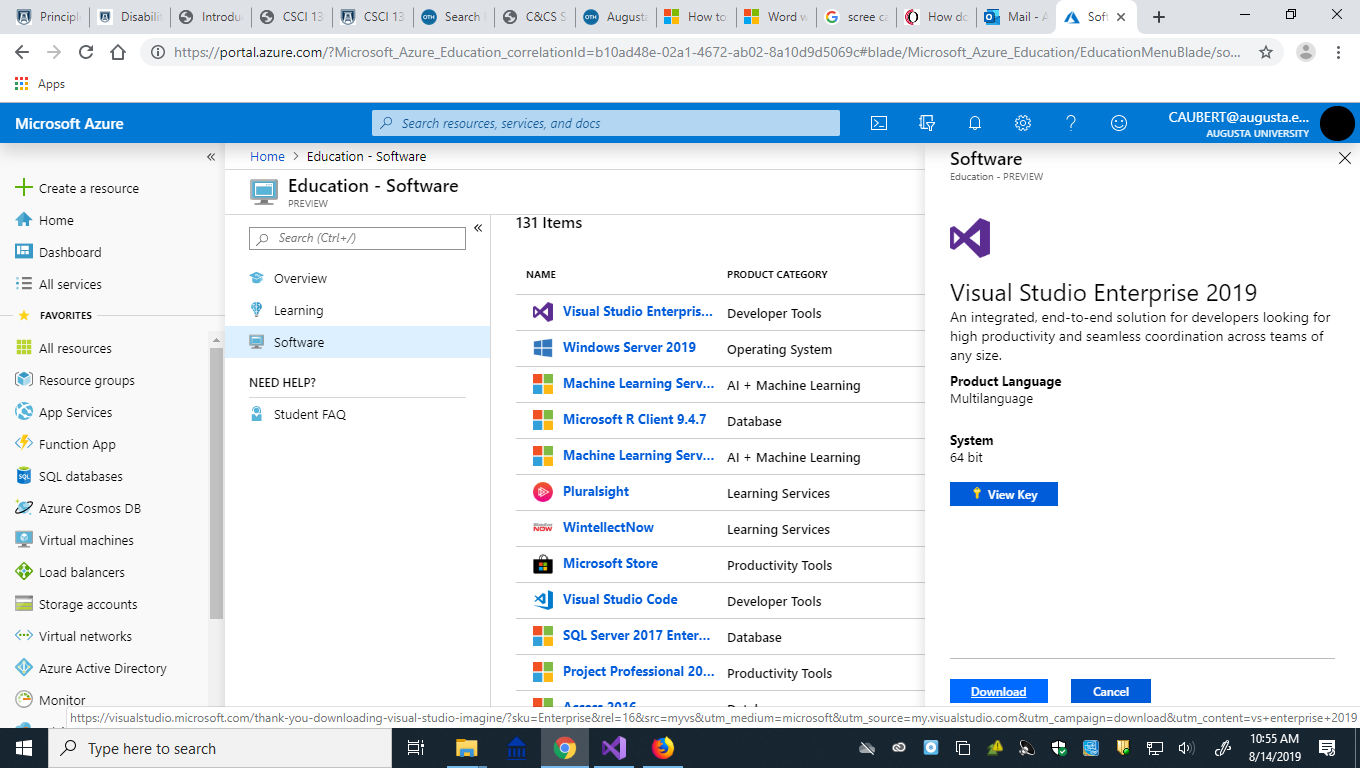 Principle
Disabilit
Introdu
CSCI 13
CSCI 13
OTH
Search
C&CS S
OTH
Augusta
How to
Word w
scree ca
How do
Mail - A
Sof
https://portal.azure.com/?Microsoft_Azure_Education_correlationId=b10ad48e-02a1-4672-ab02-8a10d9d5069c#blade/Microsoft_Azure_Education/EducationMenuBlade/so...
Apps
Microsoft Azure
Search resources, services, and docs
CAUBERT@augusta.e...
AUGUSTA UNIVERSITY
Create a resource
Home
Dashboard
All services
FAVORITES
All resources
Resource groups
App Services
Function App
SQL databases
Azure Cosmos DB
Virtual machines
Load balancers
Storage accounts
Virtual networks
Azure Active Directory
Monitor
Home > Education - Software
Education - Software
PREVIEW
Search (Ctrl+/)
Overview
Learning
Software
NEED HELP?
Student FAQ
131 Items
NAME PRODUCT CATEGORY
Visual Studio Enterpris... Developer Tools
Windows Server 2019 Operating System
Machine Learning Serv... AI + Machine Learning
Microsoft R Client 9.4.7 Database
Machine Learning Serv... AI + Machine Learning
Pluralsight Learning Services
WintellectNow Learning Services
Microsoft Store Productivity Tools
Visual Studio Code Developer Tools
SQL Server 2017 Enter... Database
Project Professional 20... Productivity Tools
Access 2016 Database
Software
Education - PREVIEW
Visual Studio Enterprise 2019
An integrated, end-to-end solution for developers looking for
high productivity and seamless coordination across teams of
any size.
Product Language
Multilanguage
System
64 bit
View Key
Download
Cancel
https://visualstudio.microsoft.com/thank-you-downloading-visual-studio-imagine/?sku=Enterprise&rel=16&src=myvs&utm_medium=microsoft&utm_source=my.visualstudio.com&utm_campaign=download&utm_content=vs+enterprise+2019
Type here to search
10:55 AM
8/14/2019